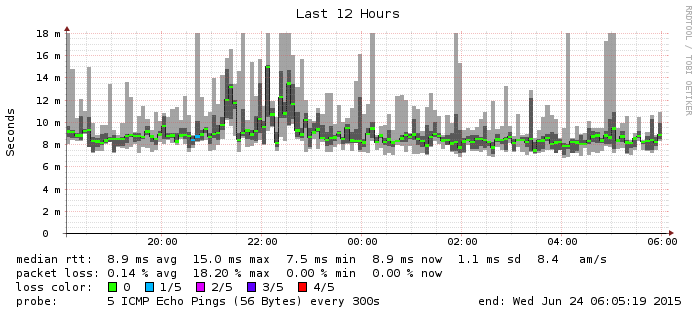 Last 12 Hours
RRDTOOL / TOBI OETIKER
Seconds
18 m
16 m
14 m
12 m
10 m
8 m
6 m
4 m
2 m
0
20:00 22:00 00:00 02:00 04:00 06:00
median rtt: 8.9 ms avg 15.0 ms max 7.5 ms min 8.9 ms now 1.1 ms sd 8.4 am/s
packet loss: 0.14 % avg 18.20 % max 0.00 % min 0.00 % now
loss color: 0 1/5 2/5 3/5 4/5
probe: 5 ICMP Echo Pings (56 Bytes) every 300s end: Wed Jun 24 06:05:19 2015